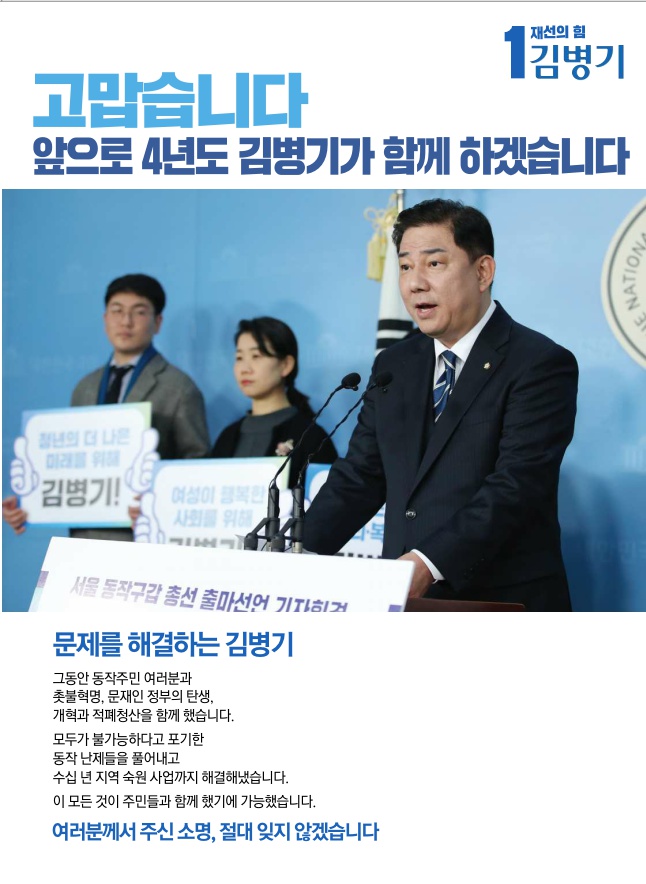 1 재선의 힘
김병기
고맙습니다
앞으로 4년도 김병기가 함께 하겠습니다
NATIONAL
청년의 더 나은
미래를 위해
김병기!
여성이 행복한
사회를 위해
김병기
서울 동작구갑 총선 출마선언 기자회견
문제를 해결하는 김병기
그동안 동작주민 여러분과
촛불혁명, 문재인 정부의 탄생,
개혁과 적폐청산을 함께 했습니다.
모두가 불가능하다고 포기한
동작 난제들을 풀어내고
수십 년 지역 숙원 사업까지 해결해냈습니다.
이 모든 것이 주민들과 함께 했기에 가능했습니다.
여러분께서 주신 소명, 절대 잊지 않겠습니다